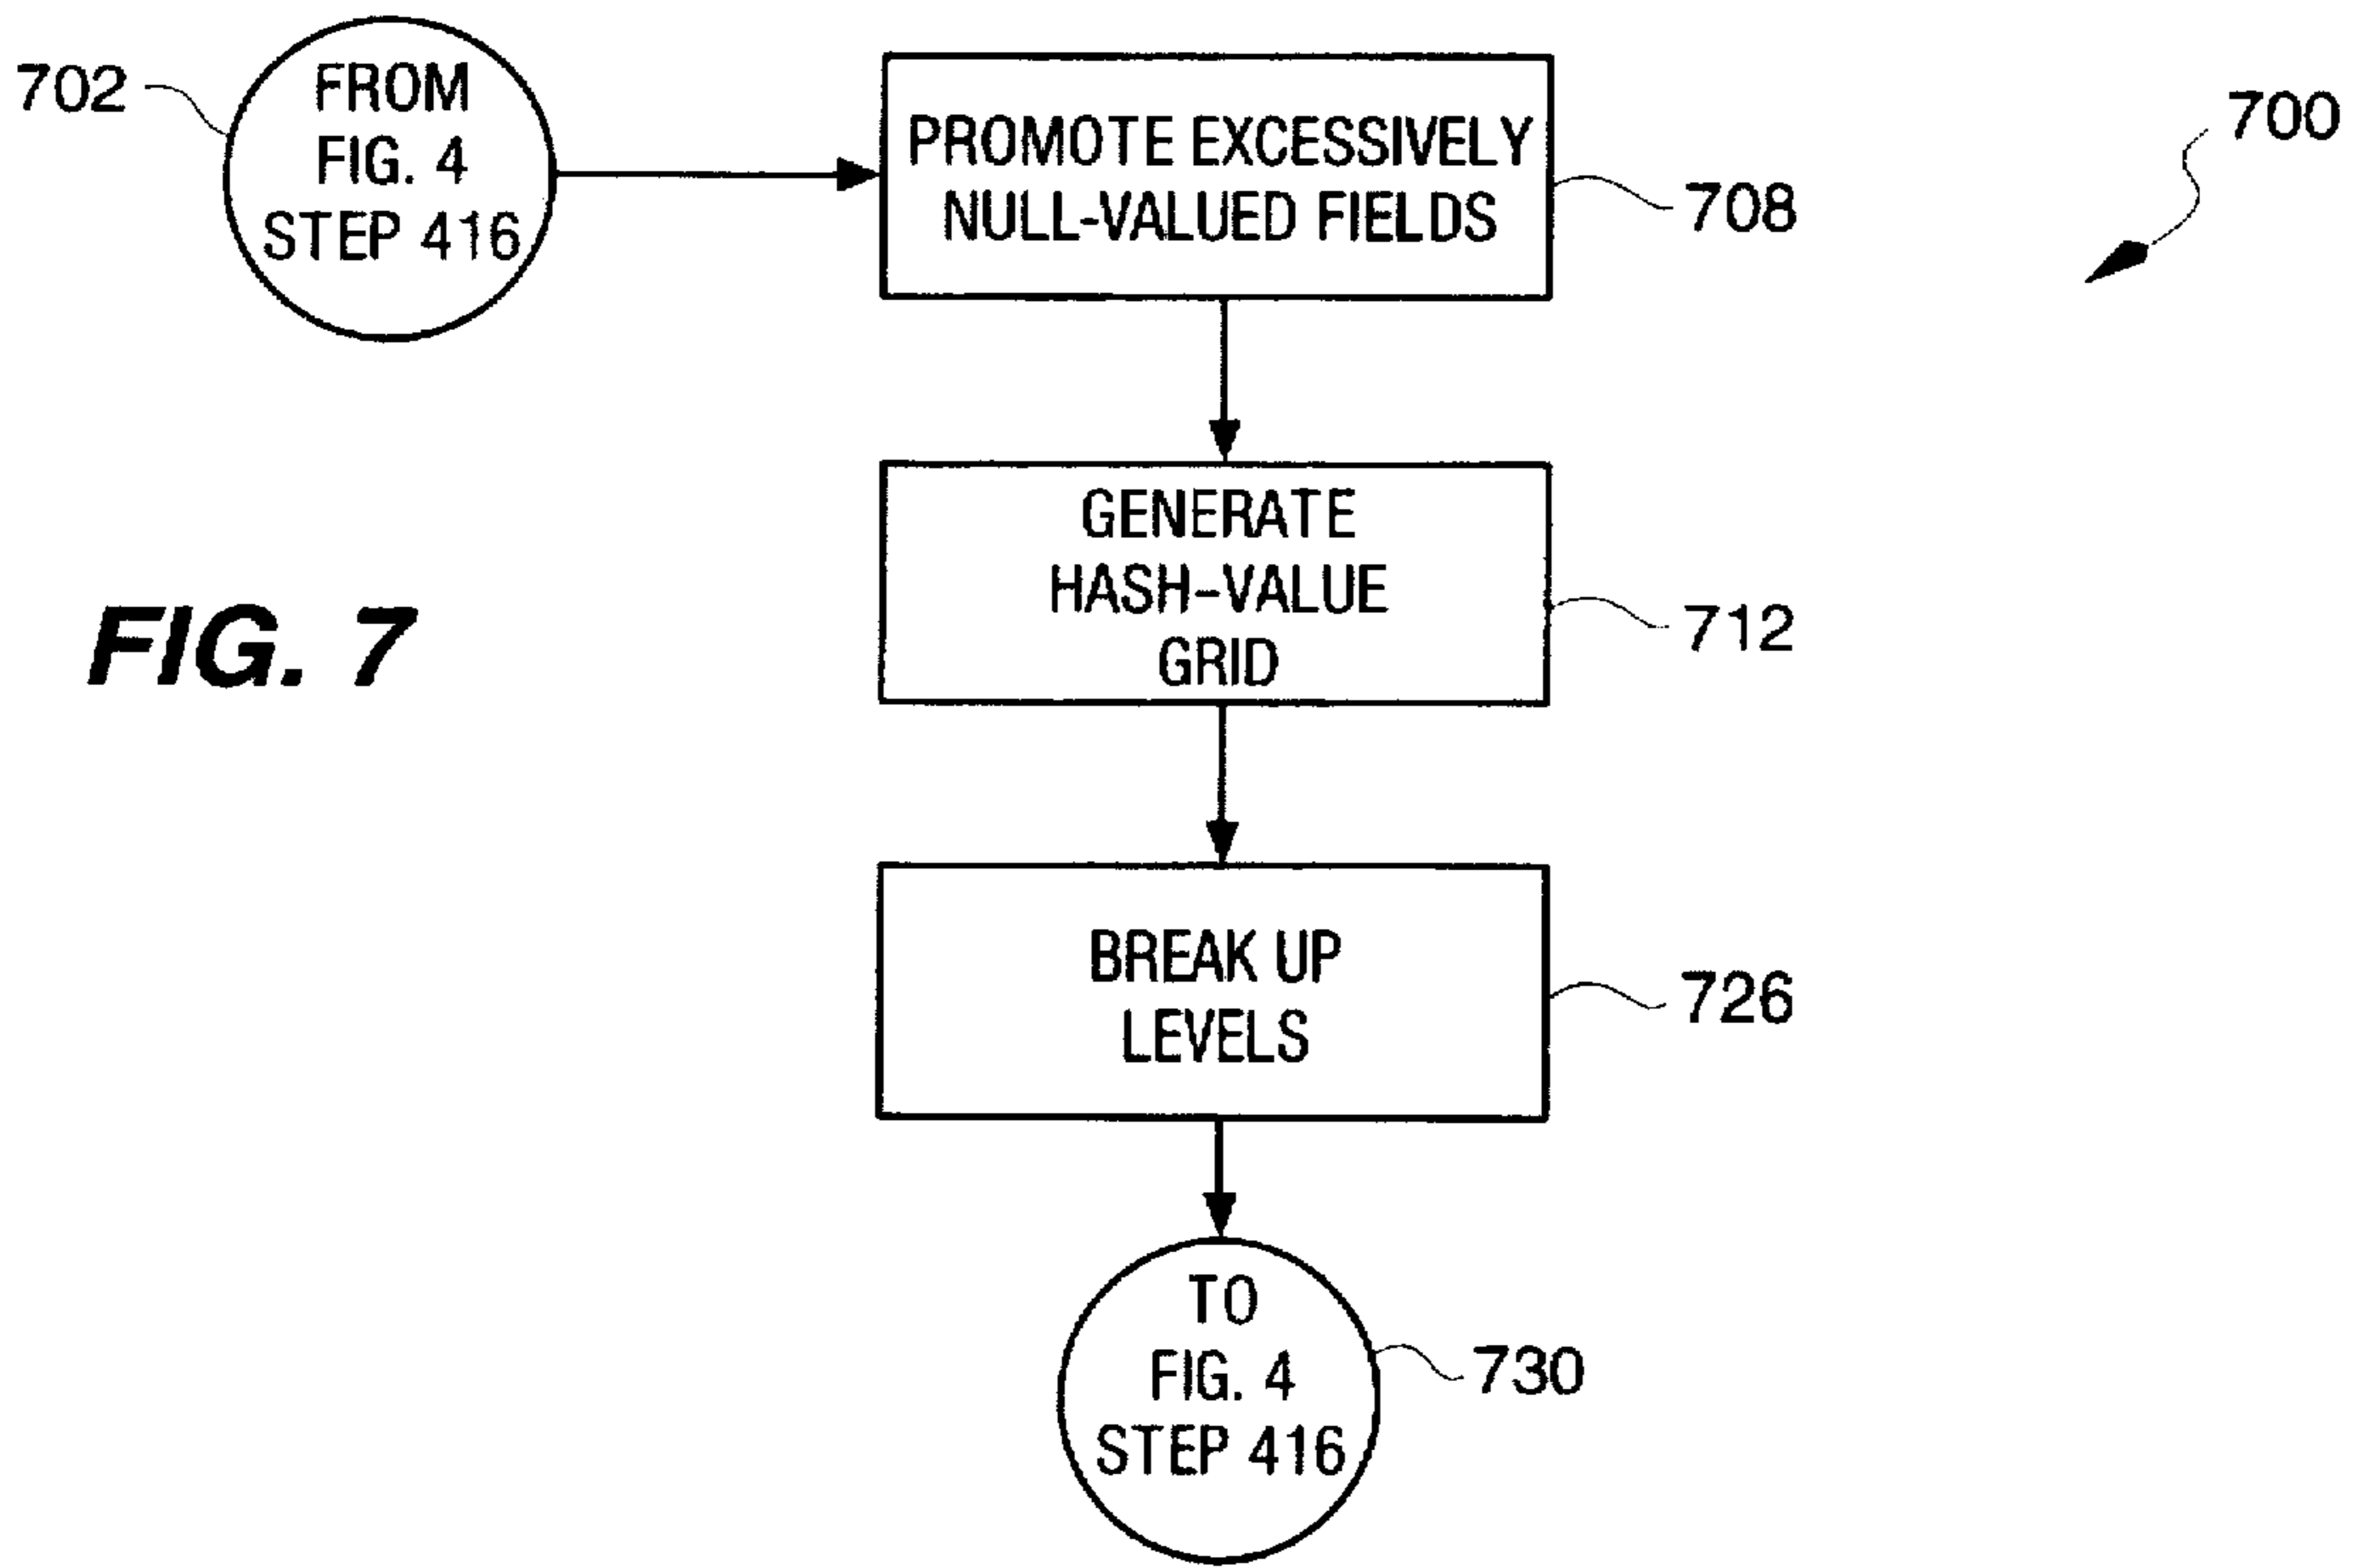 702
FROM
FIG. 4
STEP 416
PROMOTE EXCESSIVELY
NULL-VALUED FIELDS
708
700
GENERATE
HASH-VALUE
GRID
712
FIG. 7
BREAK UP
LEVELS
726
TO
FIG. 4
STEP 416
730